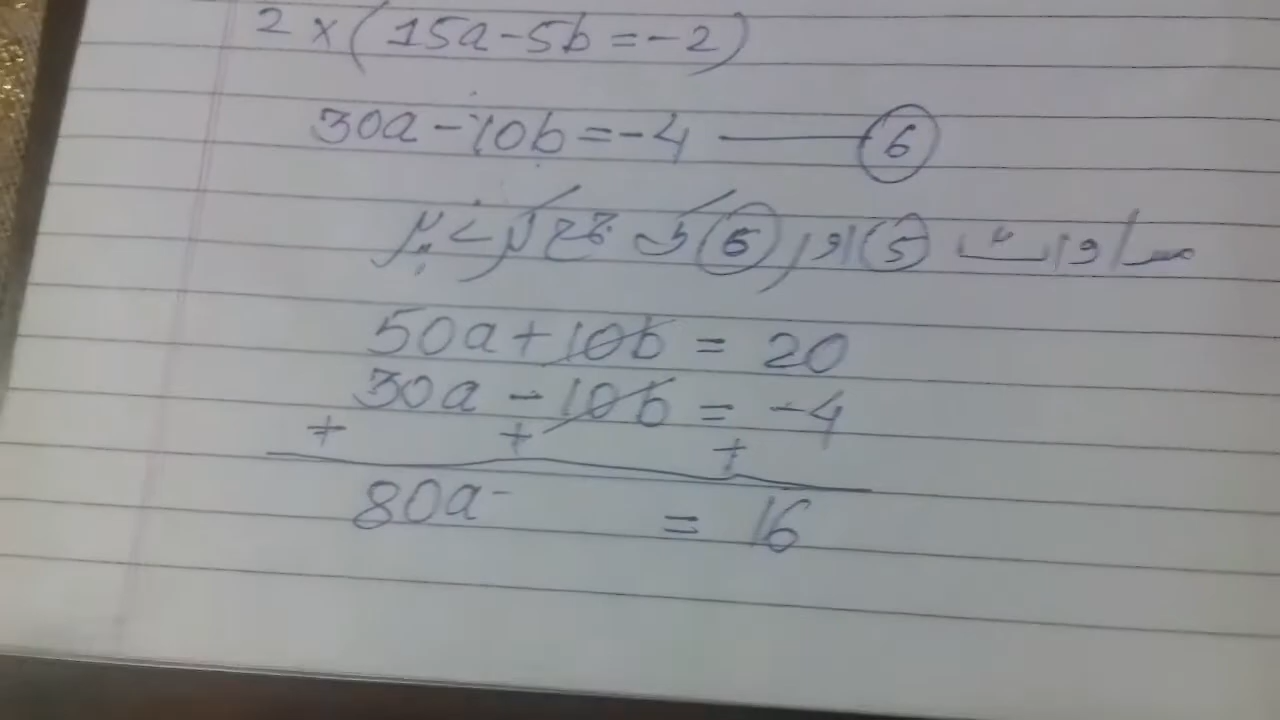 2 × (15a - 5b = -2)
30a - 10b = -4 —— 6
مساوات 5 اور 6 کو جمع کرنے پر
50a + 10b = 20
30a - 10b = -4
+ + +
80a = 16